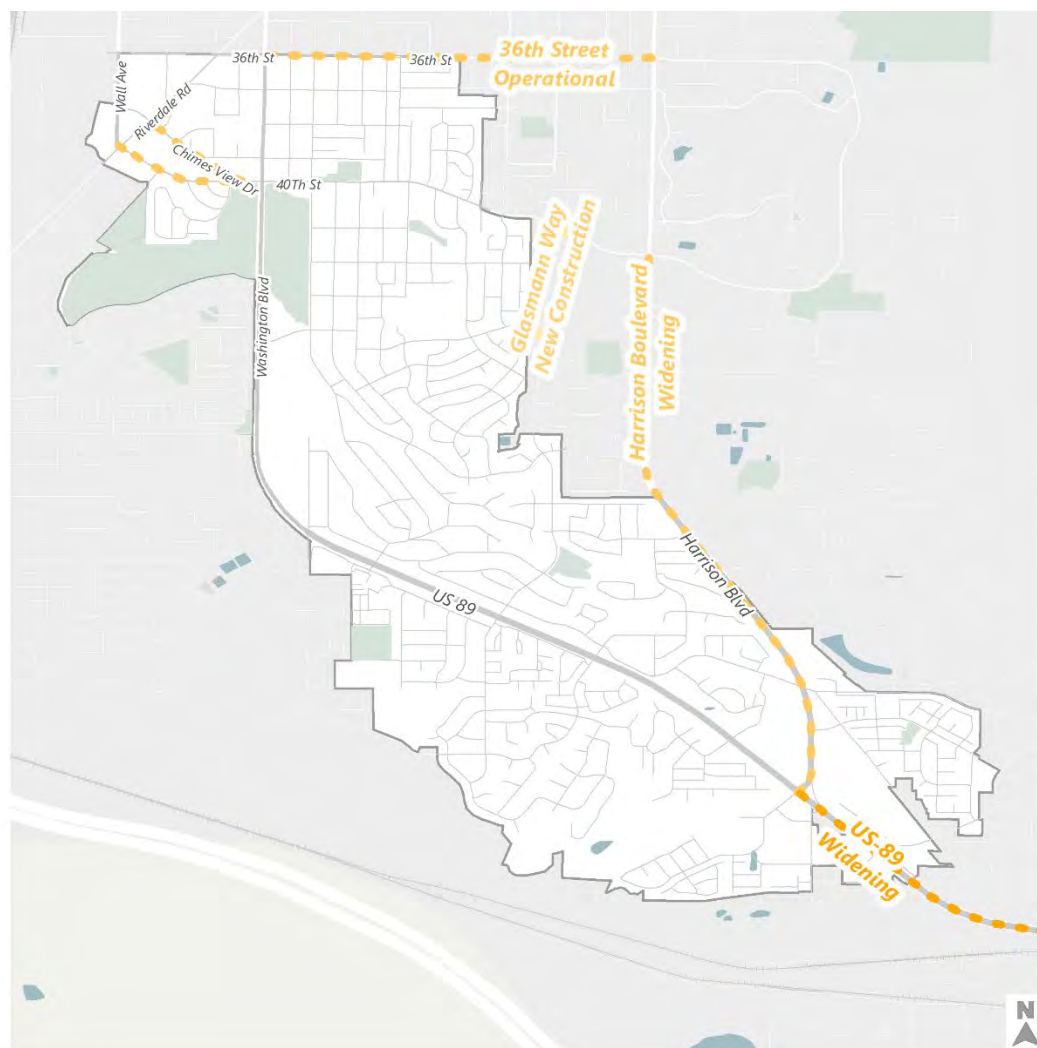 36th Street
Operational
36th St
36th St
Wall Ave
Riverdale Rd
Chimes View Dr
40Th St
Glasmann Way
New Construction
Harrison Boulevard
Widening
Washington Blvd
Harrison Blvd
US-89
US-89
Widening
N